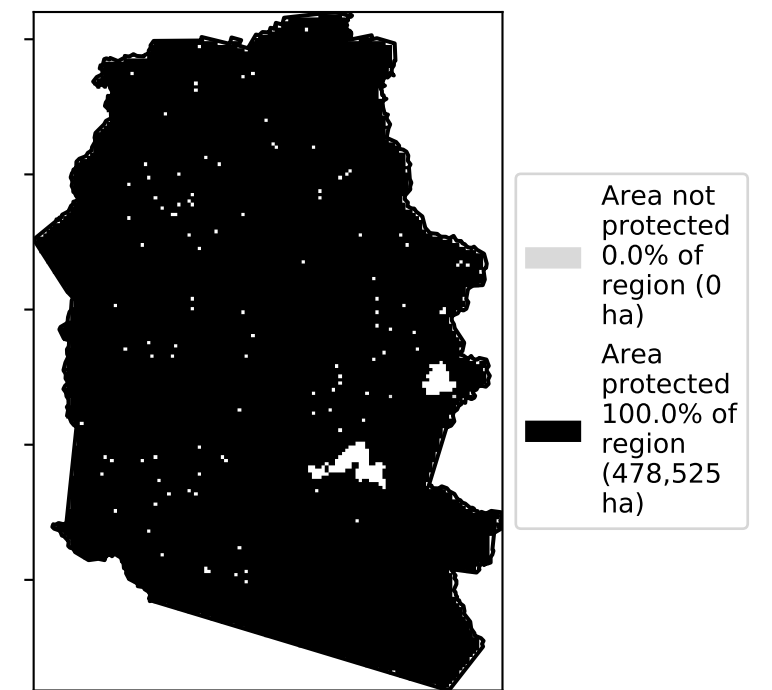 Area not
protected
0.0% of
region (0
ha)
Area
protected
100.0% of
region
(478,525
ha)